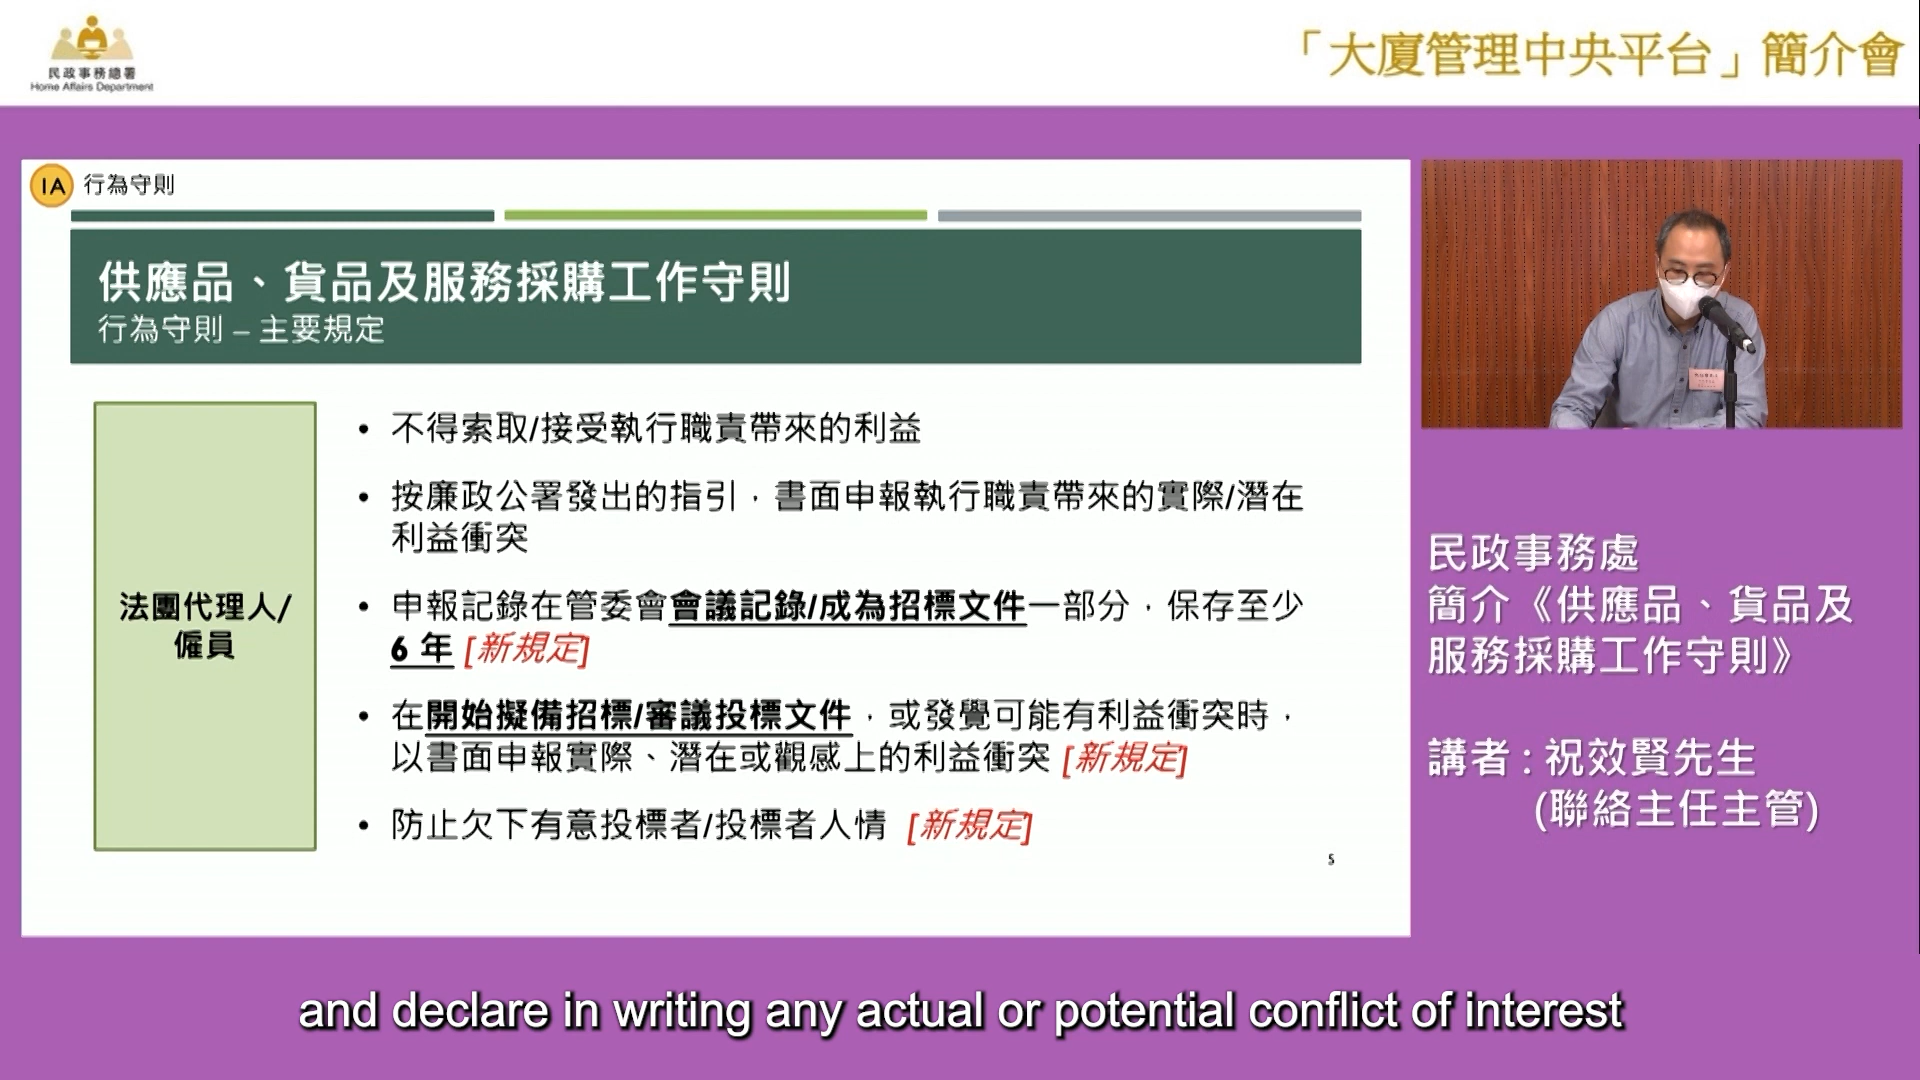 民政事務總署
Home Affairs Department
「大廈管理中央平台」簡介會
IA 行為守則
供應品、貨品及服務採購工作守則
行為守則 – 主要規定
法團代理人/
僱員
• 不得索取/接受執行職責帶來的利益
• 按廉政公署發出的指引，書面申報執行職責帶來的實際/潛在
利益衝突
• 申報記錄在管委會會議記錄/成為招標文件一部分，保存至少
6 年 [新規定]
• 在開始擬備招標/審議投標文件，或發覺可能有利益衝突時，
以書面申報實際、潛在或觀感上的利益衝突 [新規定]
• 防止欠下有意投標者/投標者人情 [新規定]
5
民政事務處
簡介《供應品、貨品及
服務採購工作守則》
講者 : 祝效賢先生
(聯絡主任主管)
and declare in writing any actual or potential conflict of interest